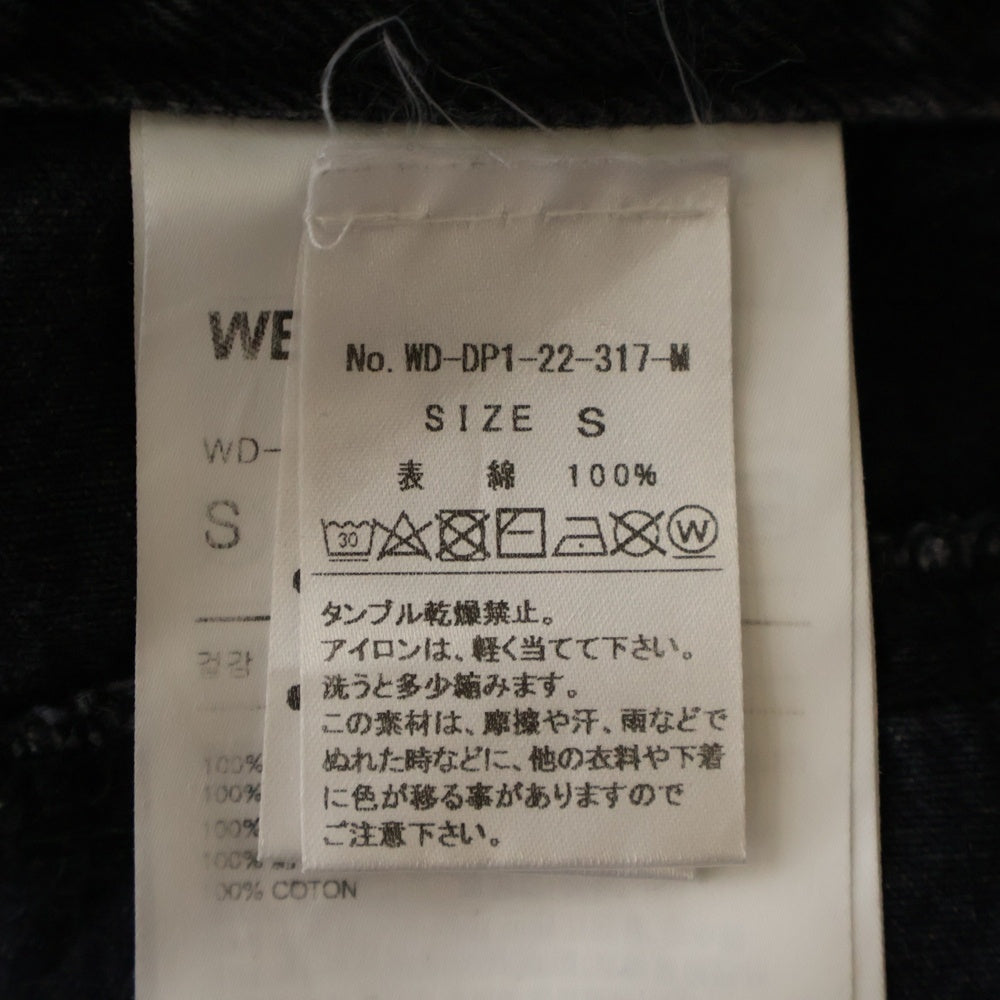 No. WD-DP1-22-317-M
SIZE S
表 綿 100%
30
W
タンブル乾燥禁止。
アイロンは、軽く当てて下さい。
洗うと多少縮みます。
この素材は、摩擦や汗、雨などで
ぬれた時などに、他の衣料や下着
に色が移る事がありますので
ご注意下さい。
WE
WD-
S
겉감
100%
100%
100%
100%
100% COTON